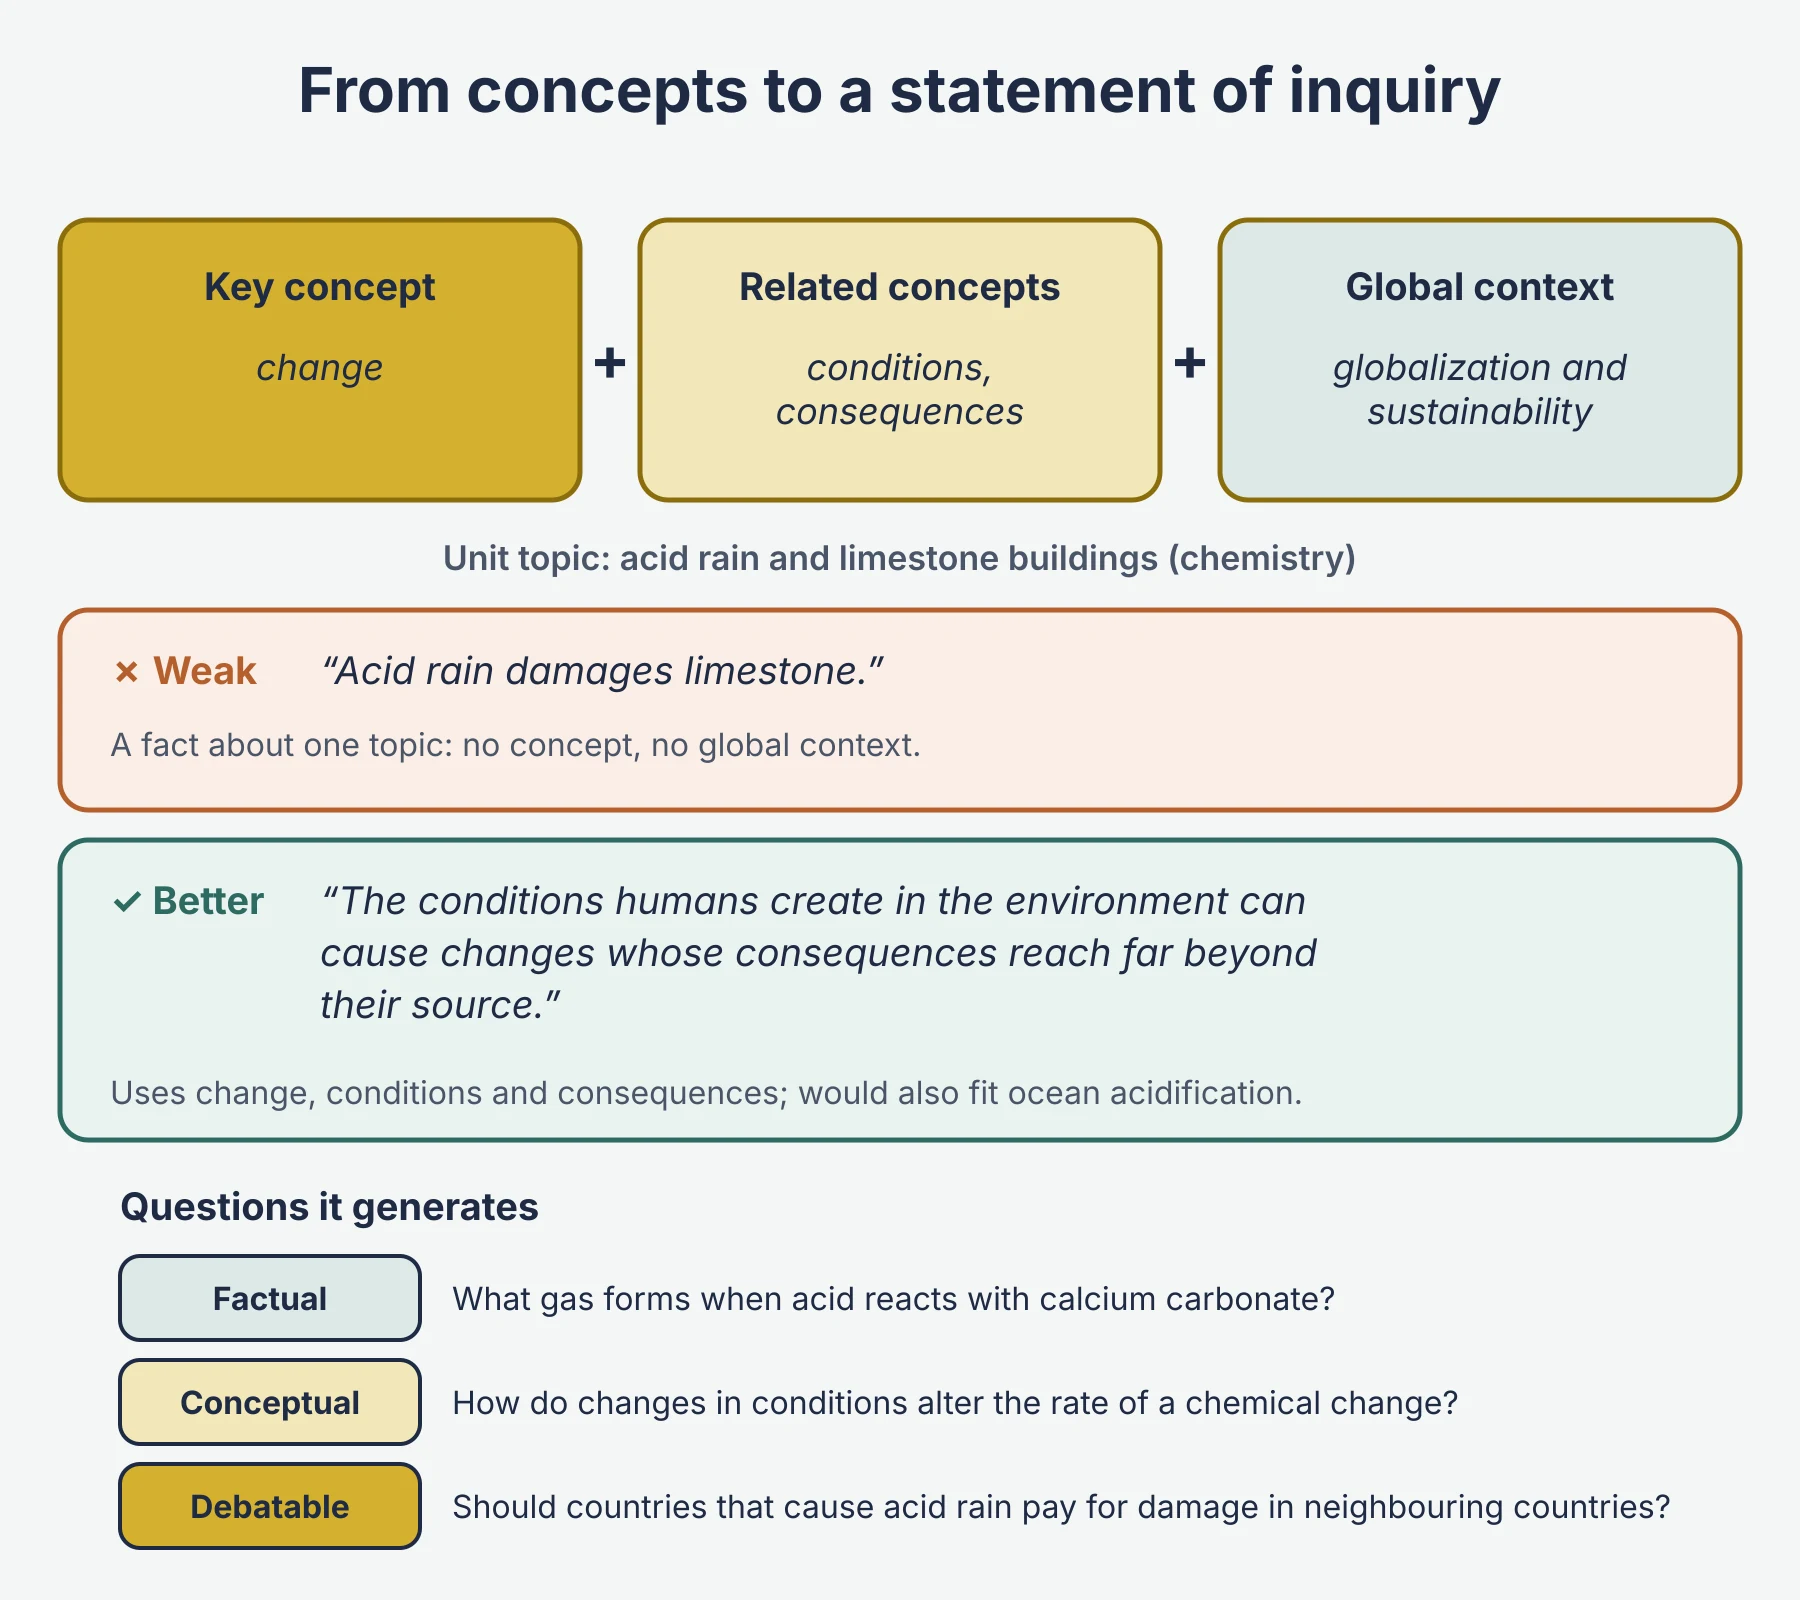 From concepts to a statement of inquiry
Key concept
change
+
Related concepts
conditions,
consequences
+
Global context
globalization and
sustainability
Unit topic: acid rain and limestone buildings (chemistry)
× Weak
“Acid rain damages limestone.”
A fact about one topic: no concept, no global context.
✓ Better
“The conditions humans create in the environment can
cause changes whose consequences reach far beyond
their source.”
Uses change, conditions and consequences; would also fit ocean acidification.
Questions it generates
Factual
What gas forms when acid reacts with calcium carbonate?
Conceptual
How do changes in conditions alter the rate of a chemical change?
Debatable
Should countries that cause acid rain pay for damage in neighbouring countries?